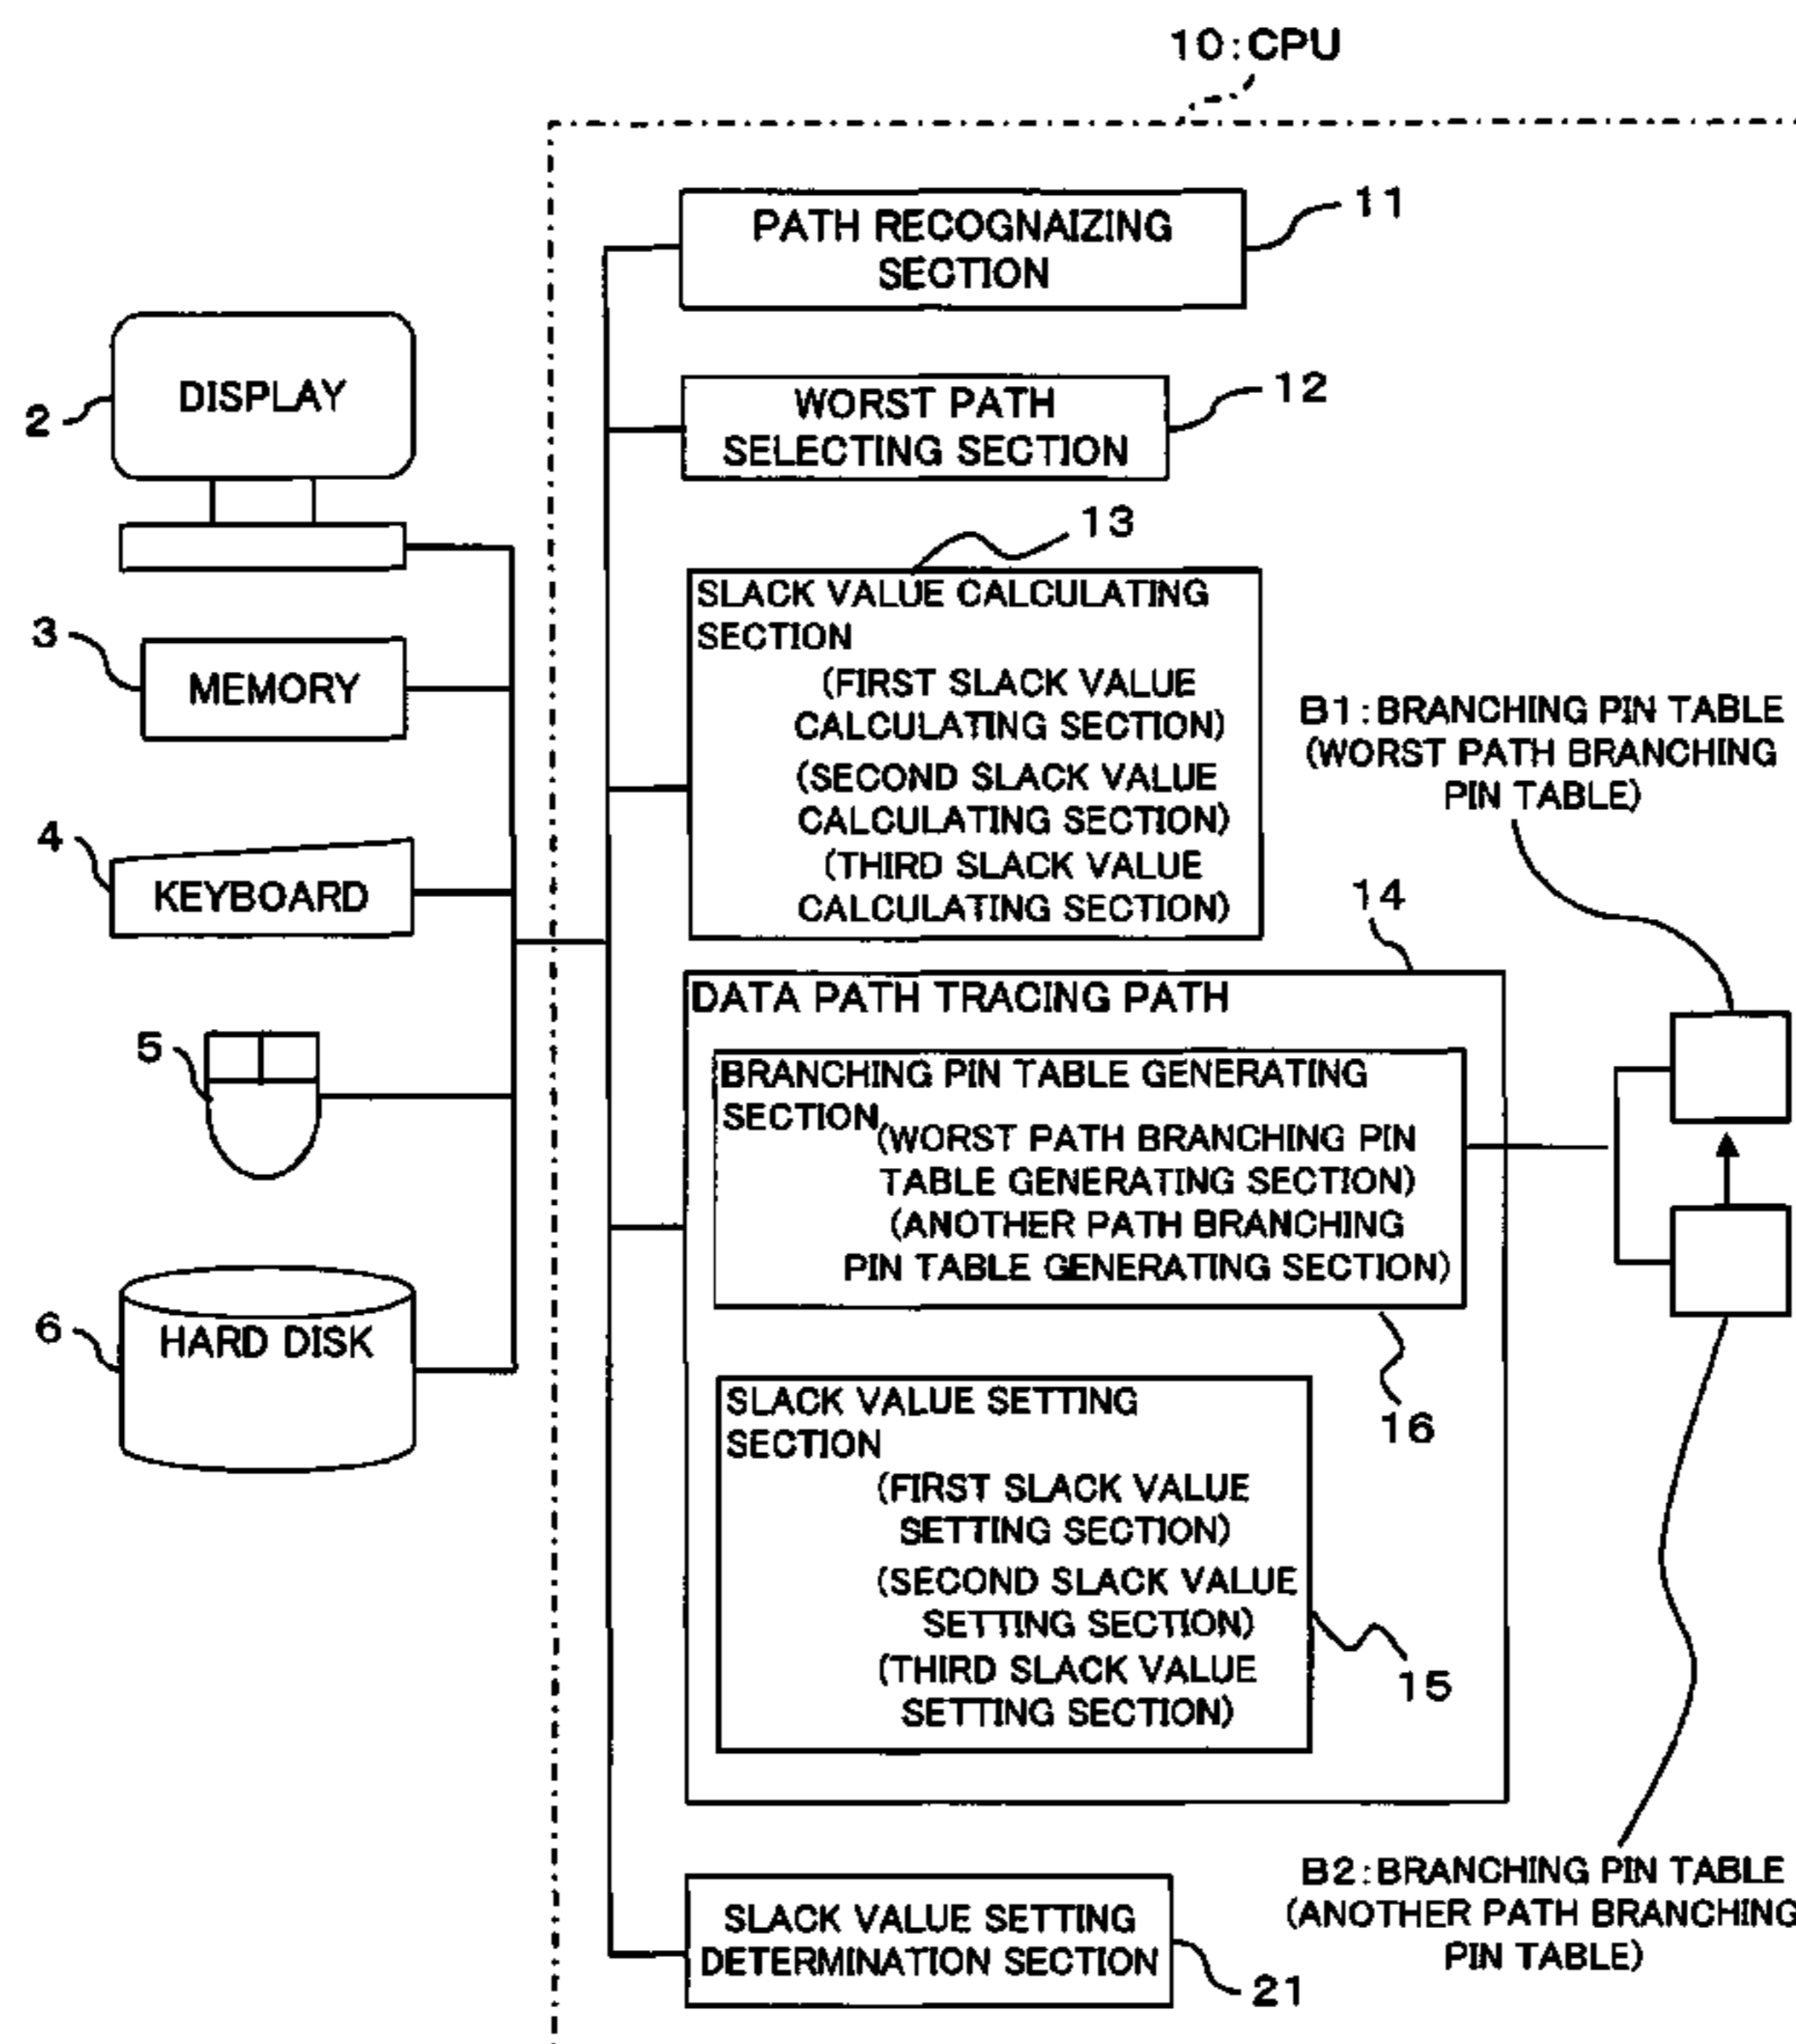 10:CPU
PATH RECOGNAIZING
SECTION
11
WORST PATH
SELECTING SECTION
12
DISPLAY
2
13
SLACK VALUE CALCULATING
SECTION
(FIRST SLACK VALUE
CALCULATING SECTION)
(SECOND SLACK VALUE
CALCULATING SECTION)
(THIRD SLACK VALUE
CALCULATING SECTION)
3
MEMORY
4
KEYBOARD
B1:BRANCHING PIN TABLE
(WORST PATH BRANCHING
PIN TABLE)
14
DATA PATH TRACING PATH
5
BRANCHING PIN TABLE GENERATING
SECTION
(WORST PATH BRANCHING PIN
TABLE GENERATING SECTION)
(ANOTHER PATH BRANCHING
PIN TABLE GENERATING SECTION)
16
6
HARD DISK
SLACK VALUE SETTING
SECTION
(FIRST SLACK VALUE
SETTING SECTION)
(SECOND SLACK VALUE
SETTING SECTION)
(THIRD SLACK VALUE
SETTING SECTION)
15
B2:BRANCHING PIN TABLE
(ANOTHER PATH BRANCHING
PIN TABLE)
SLACK VALUE SETTING
DETERMINATION SECTION
21